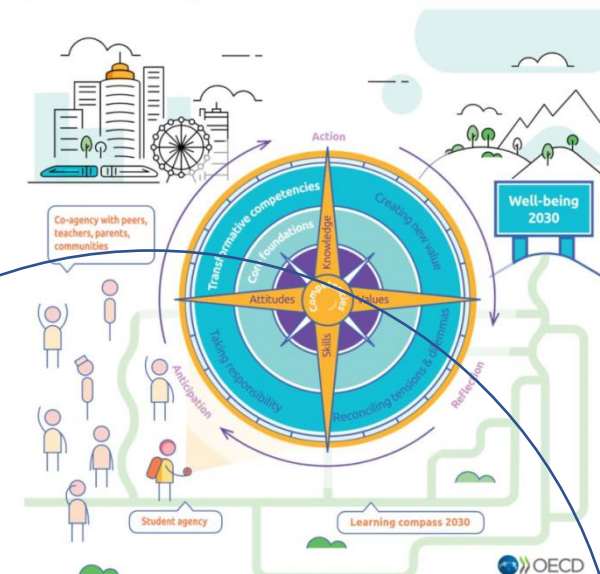 Action
Well-being
2030
Co-agency with peers,
teachers, parents,
communities
Transformative competencies
Creating new value
Core foundations
Knowledge
Attitudes
Values
Skills
Taking responsibility
Reconciling tensions & dilemmas
Anticipation
Reflection
Student agency
Learning compass 2030
OECD